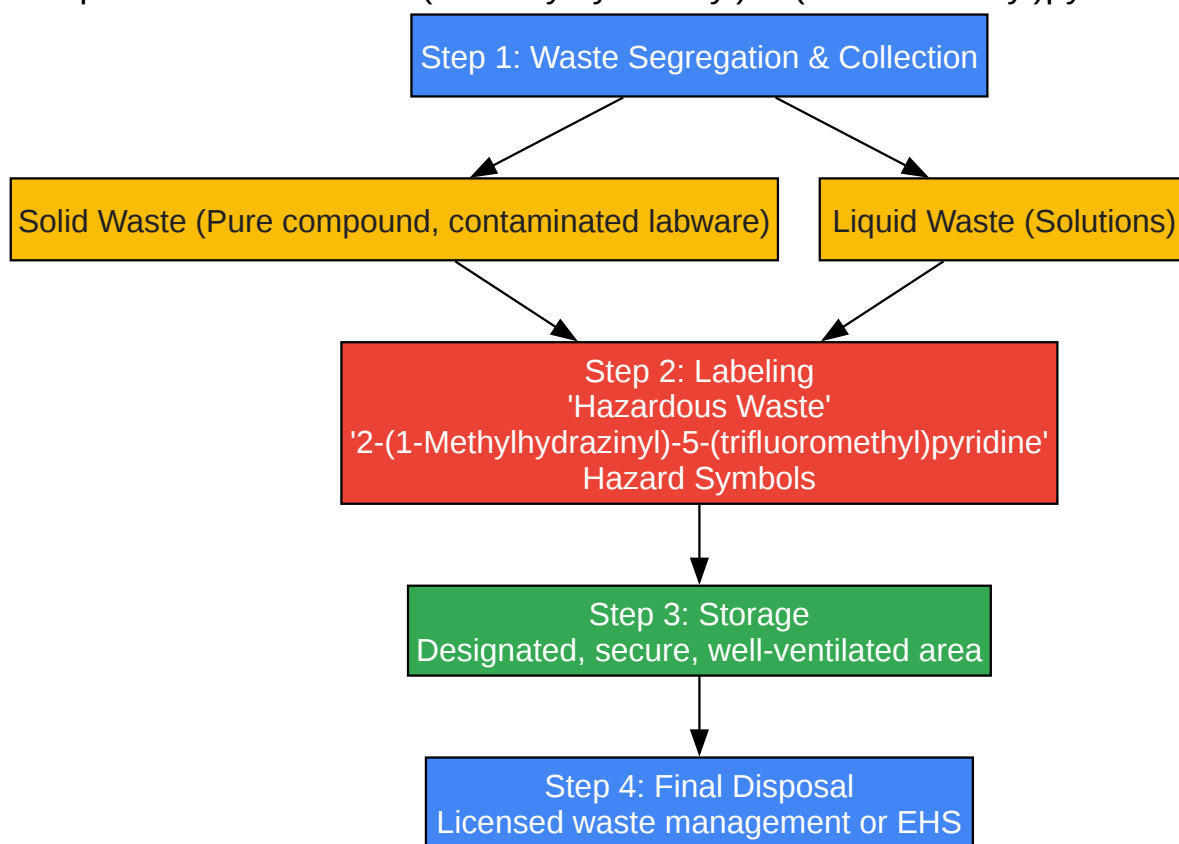 Step 1: Waste Segregation & Collection
Solid Waste (Pure compound, contaminated labware)
Liquid Waste (Solutions)
Step 2: Labeling
'Hazardous Waste'
'2-(1-Methylhydrazinyl)-5-(trifluoromethyl)pyridine'
Hazard Symbols
Step 3: Storage
Designated, secure, well-ventilated area
Step 4: Final Disposal
Licensed waste management or EHS